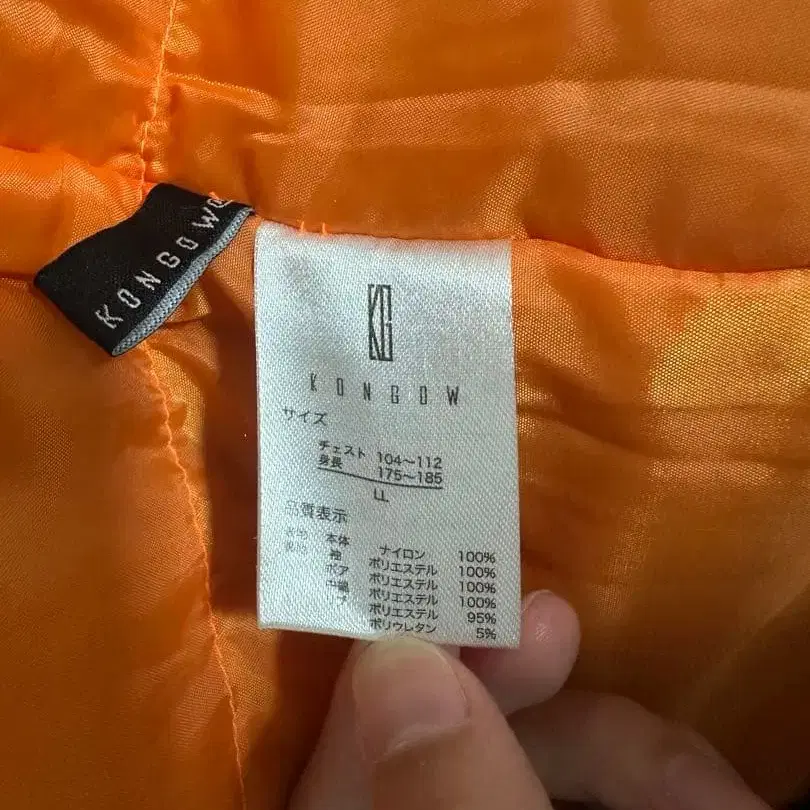 KONGOW
KG
KONGOW
サイズ
チェスト 104～112
身長 175～185
LL
品質表示
本体 ナイロン 100%
袖 ポリエステル 100%
ボア ポリエステル 100%
中綿 ポリエステル 100%
リブ ポリエステル 95%
ポリウレタン 5%